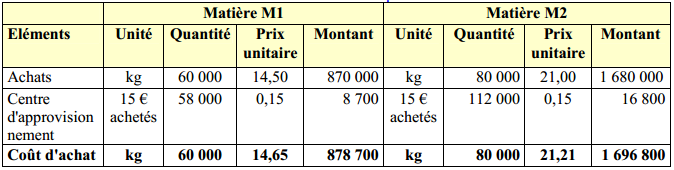 Matière M1 Matière M2
Eléments Unité Quantité Prix unitaire Montant Unité Quantité Prix unitaire Montant
Achats kg 60 000 14,50 870 000 kg 80 000 21,00 1 680 000
Centre d'approvision nement 15 € achetés 58 000 0,15 8 700 15 € achetés 112 000 0,15 16 800
Coût d'achat kg 60 000 14,65 878 700 kg 80 000 21,21 1 696 800